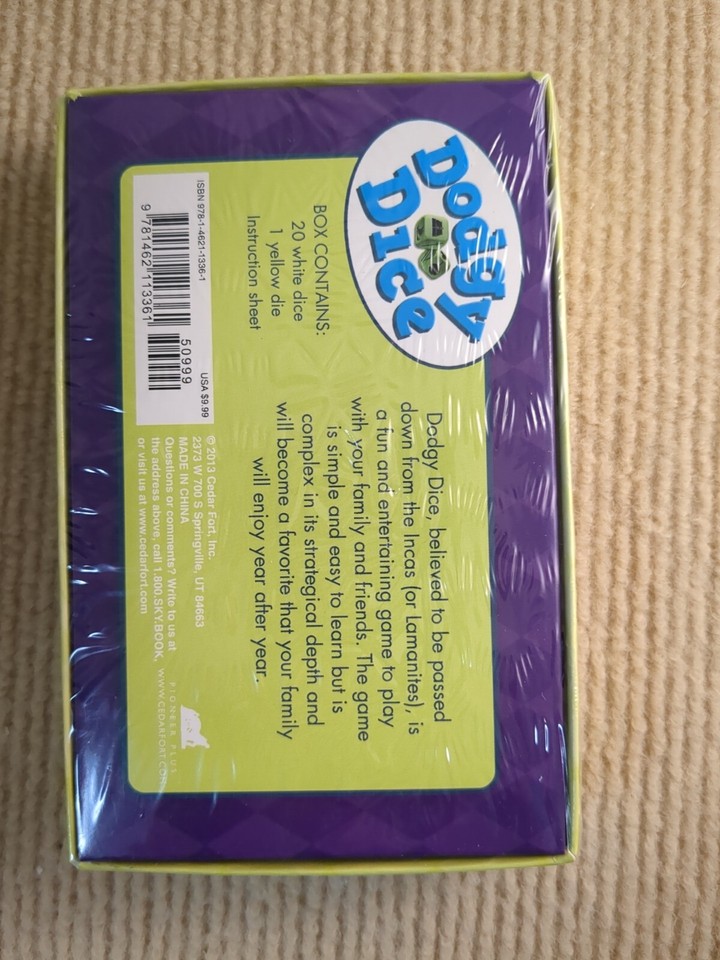 Dodgy
Dice
BOX CONTAINS:
20 white dice
1 yellow die
Instruction sheet
Dodgy Dice, believed to be passed
down from the Incas (or Lamanites), is
a fun and entertaining game to play
with your family and friends. The game
is simple and easy to learn but is
complex in its strategical depth and
will become a favorite that your family
will enjoy year after year.
ISBN 978-1-4621-1336-1
USA $9.99
50999
9 781462 113361
© 2013 Cedar Fort, Inc.
2373 W 700 S Springville, UT 84663
MADE IN CHINA
Questions or comments? Write to us at
the address above, call 1.800.SKY.BOOK,
or visit us at www.cedarfort.com
PIONEER PLUS
WWW.CEDARFORT.COM